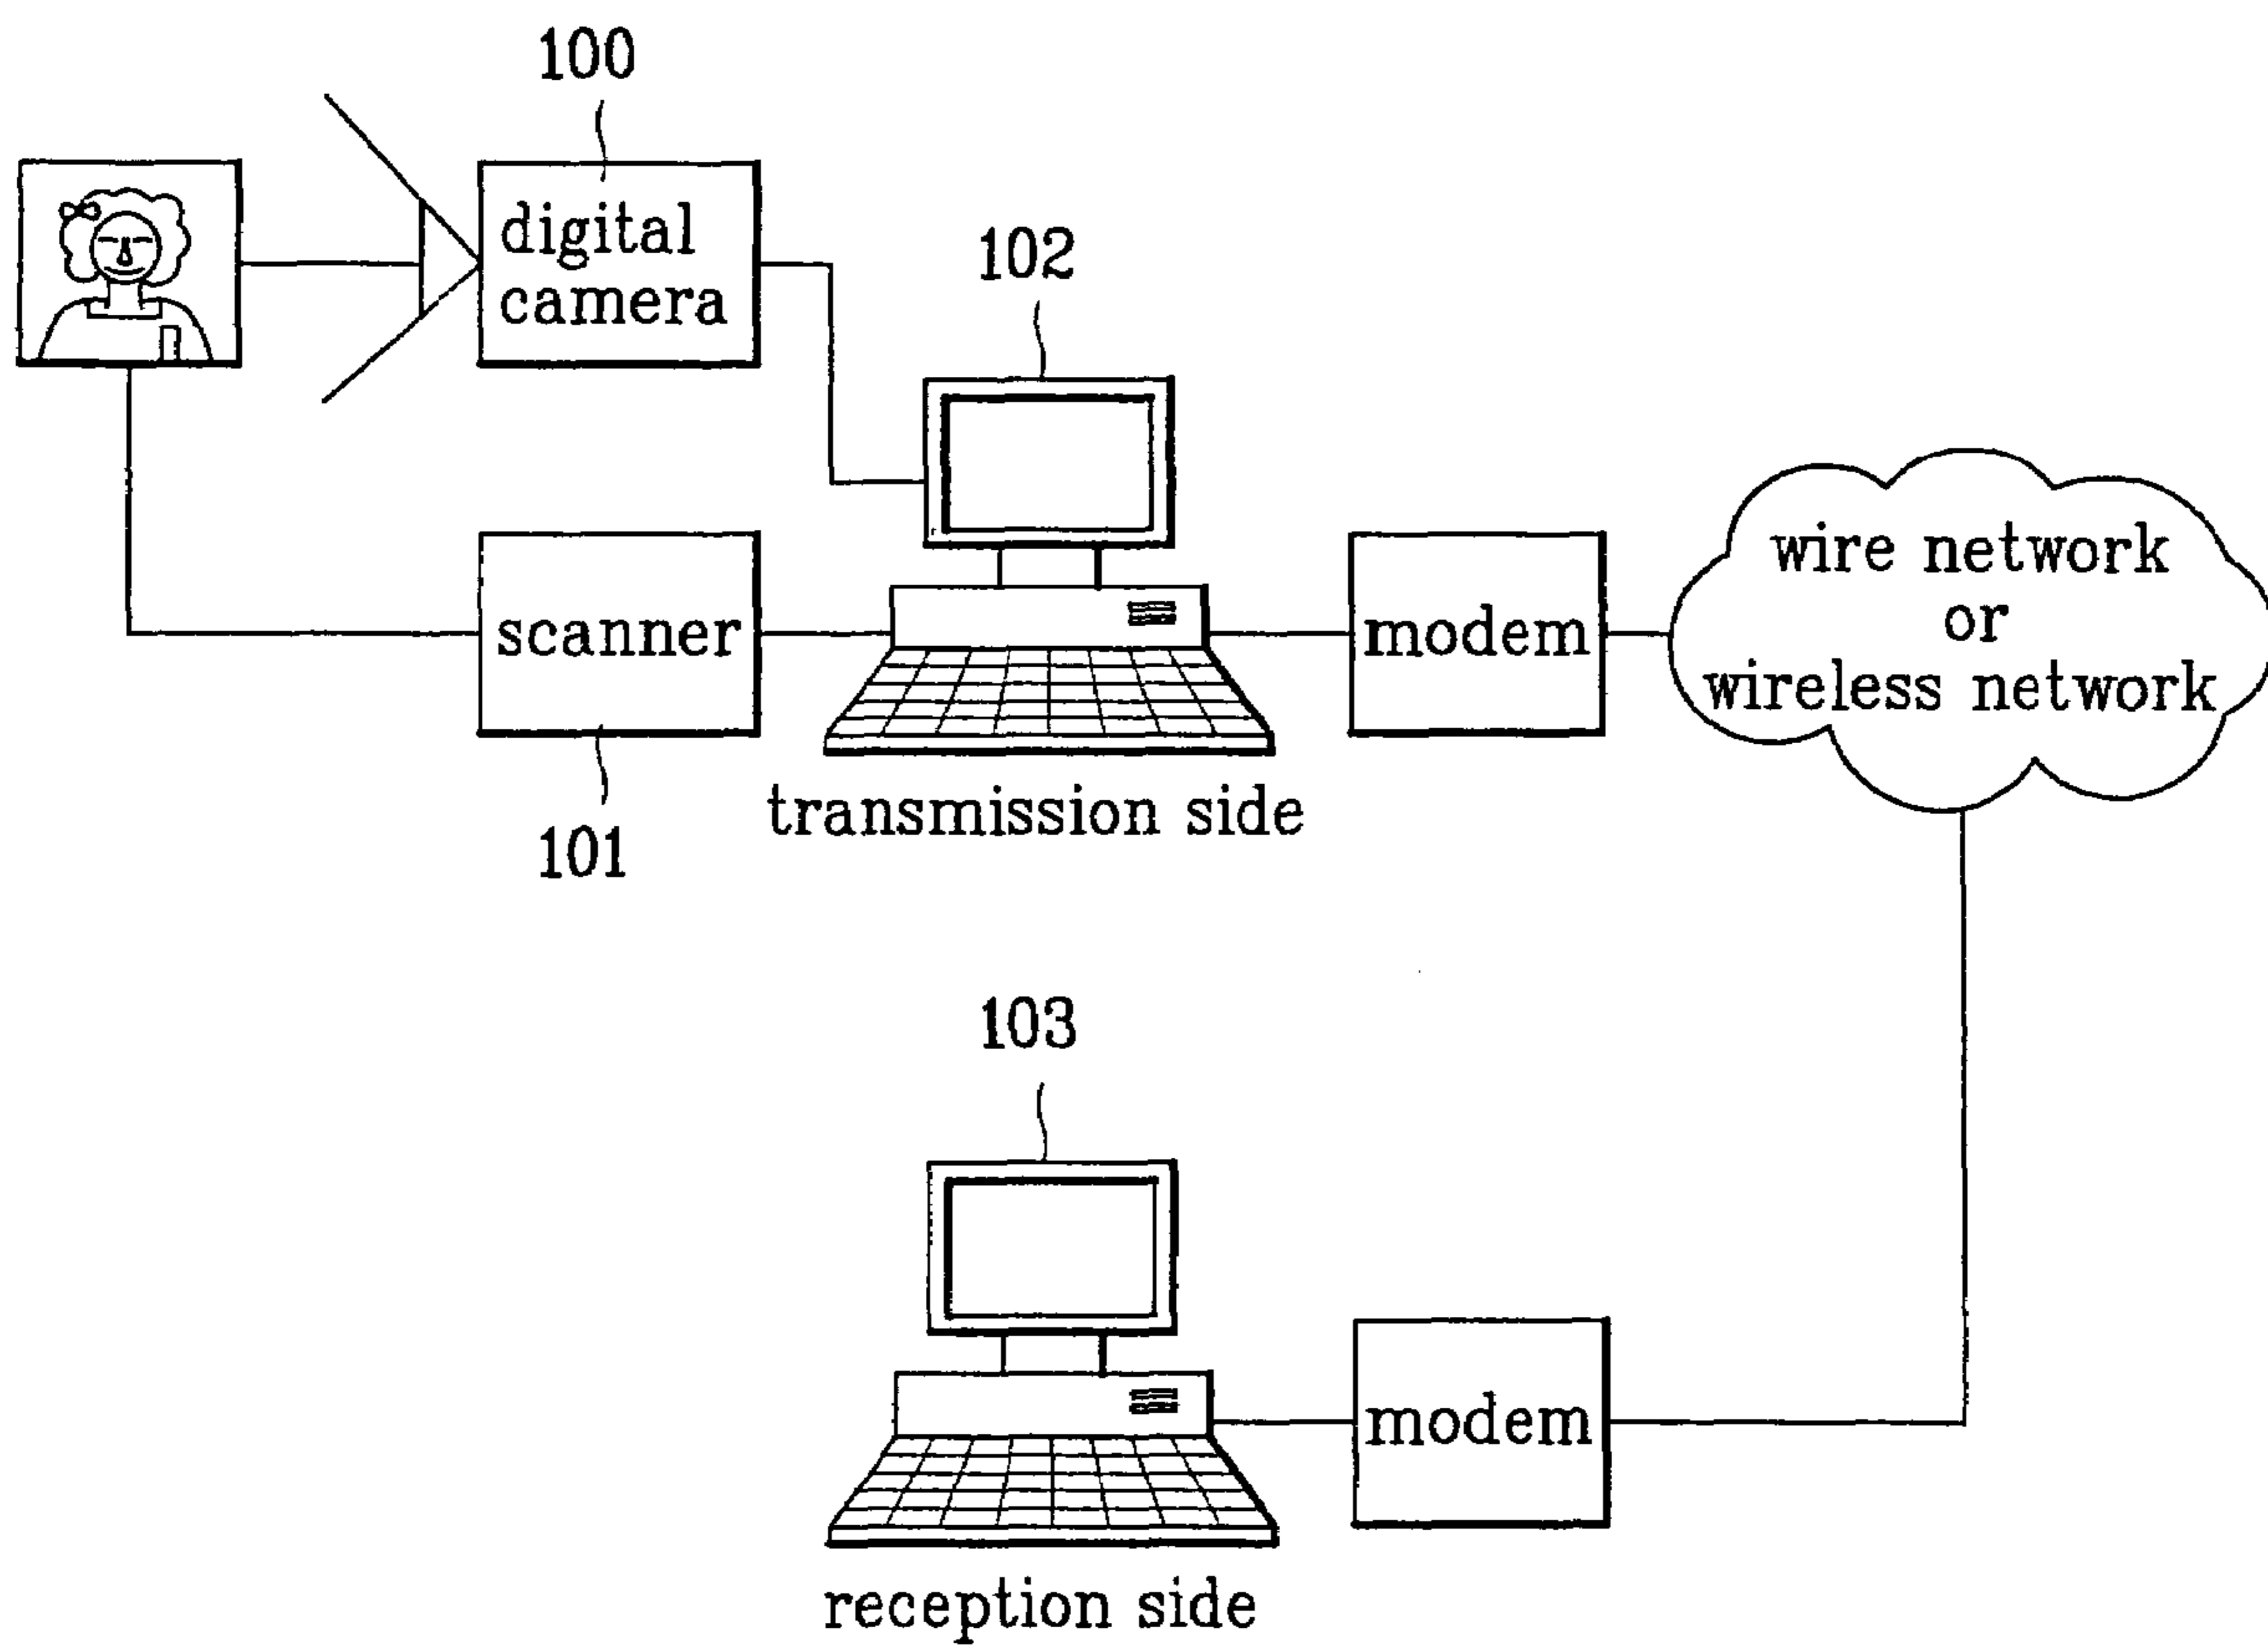 100
digital
camera
102
scanner
101
transmission side
modem
wire network
or
wireless network
103
modem
reception side